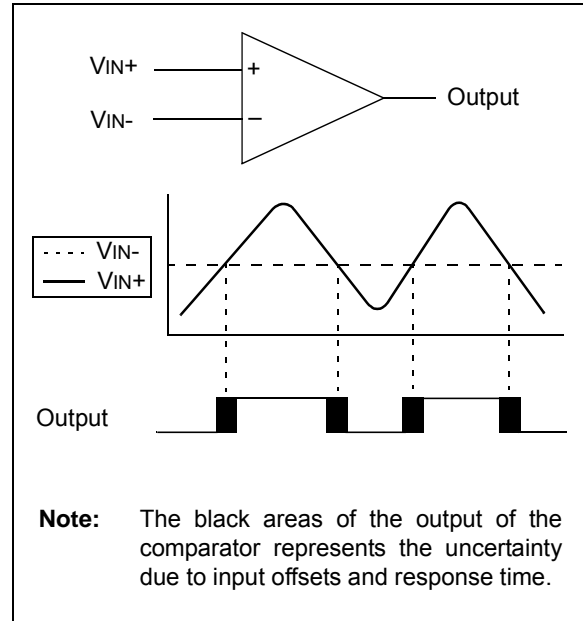 VIN+
+
Output
VIN-
−
VIN-
VIN+
Output
Note: The black areas of the output of the
comparator represents the uncertainty
due to input offsets and response time.